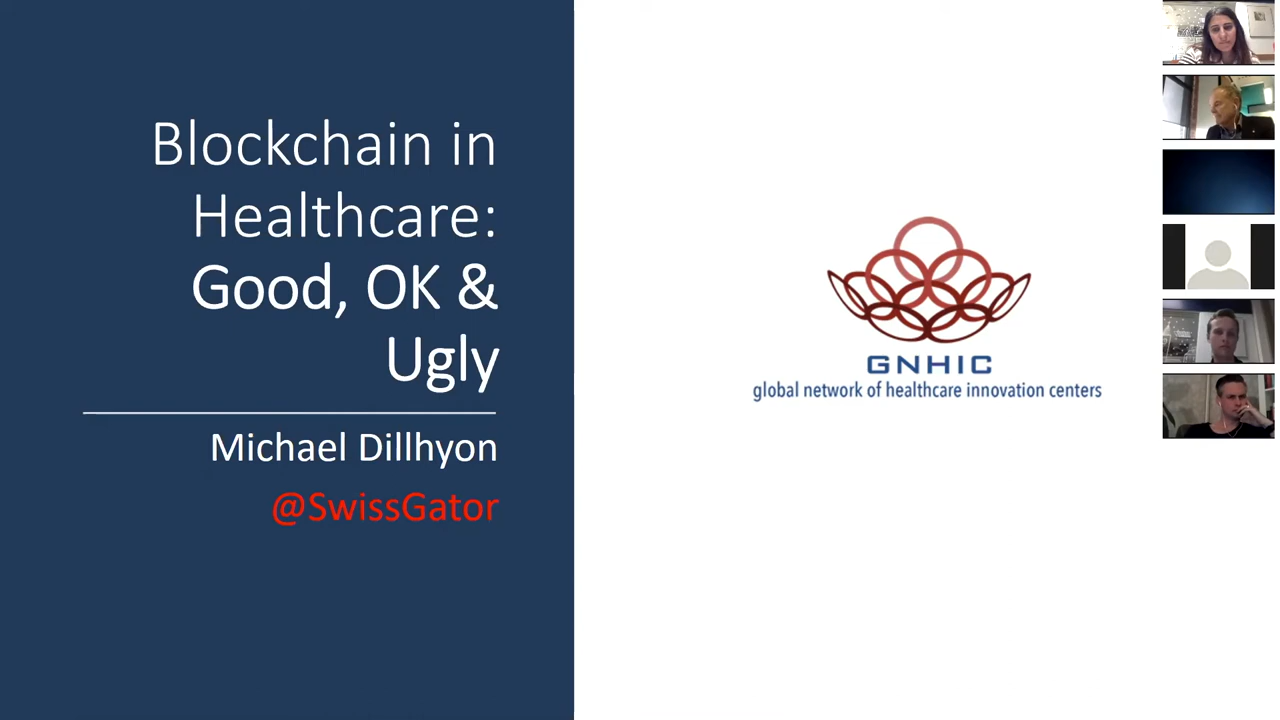 Blockchain in
Healthcare:
Good, OK &
Ugly
Michael Dillhyon
@SwissGator
GNHIC
global network of healthcare innovation centers